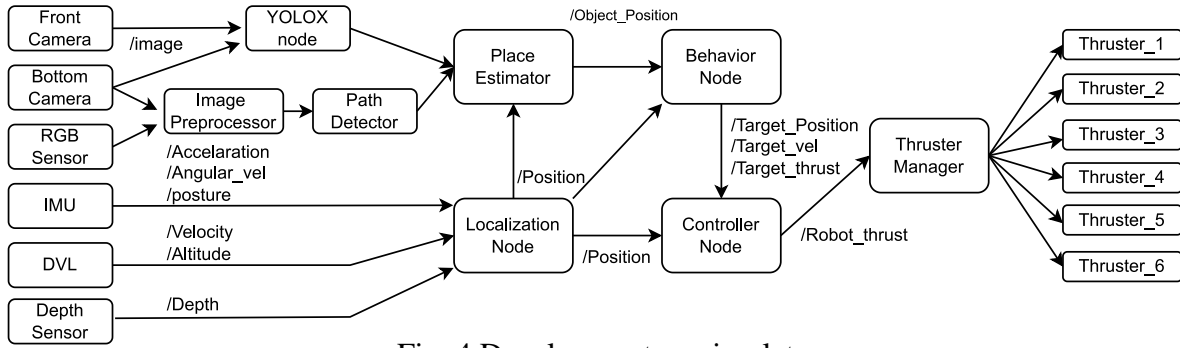 Front
Camera
/image
YOLOX
node
Bottom
Camera
RGB
Sensor
Image
Preprocessor
Path
Detector
/Accelaration
/Angular_vel
/posture
IMU
/Velocity
/Altitude
DVL
/Depth
Depth
Sensor
Place
Estimator
/Object_Position
Behavior
Node
/Position
Localization
Node
/Position
/Target_Position
/Target_vel
/Target_thrust
Controller
Node
/Robot_thrust
Thruster
Manager
Thruster_1
Thruster_2
Thruster_3
Thruster_4
Thruster_5
Thruster_6